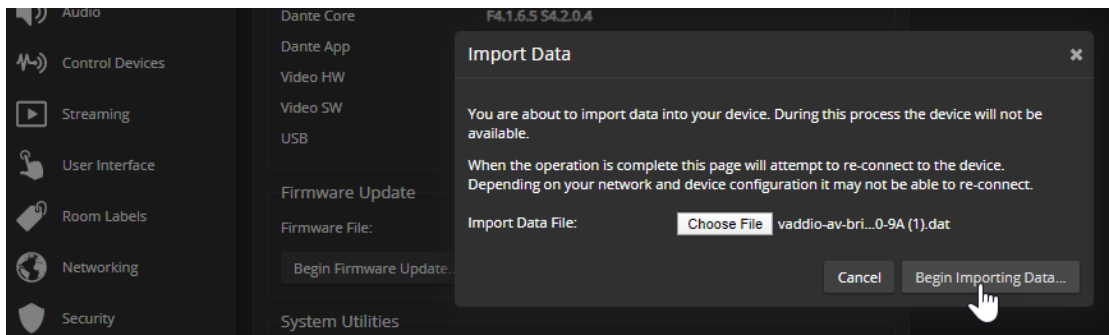 Audio
Control Devices
Streaming
User Interface
Room Labels
Networking
Security
Dante Core F4.1.6.5 S4.2.0.4
Dante App
Video HW
Video SW
USB
Firmware Update
Firmware File:
Begin Firmware Update..
System Utilities
Import Data
You are about to import data into your device. During this process the device will not be
available.
When the operation is complete this page will attempt to re-connect to the device.
Depending on your network and device configuration it may not be able to re-connect.
Import Data File: Choose File vaddio-av-bri...0-9A (1).dat
Cancel Begin Importing Data...